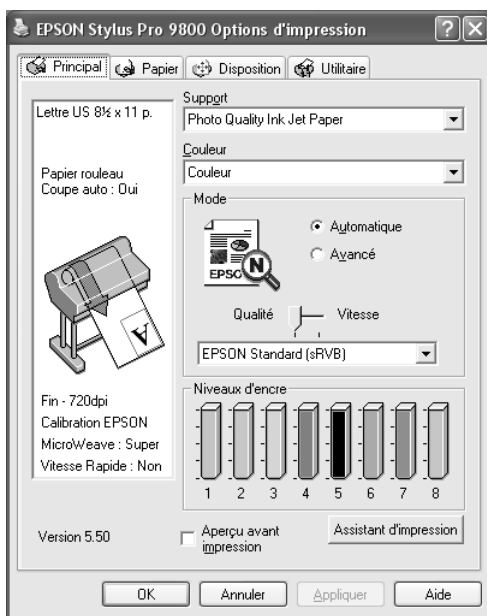 EPSON Stylus Pro 9800 Options d'impression
Principal
Papier
Disposition
Utilitaire
Lettre US 8½ x 11 p.
Papier rouleau
Coupe auto : Oui
A
Fin - 720dpi
Calibration EPSON
MicroWeave : Super
Vitesse Rapide : Non
Version 5.50
Support
Photo Quality Ink Jet Paper
Couleur
Couleur
Mode
EPSO
N
Automatique
Avancé
Qualité
Vitesse
EPSON Standard (sRVB)
Niveaux d'encre
1 2 3 4 5 6 7 8
Aperçu avant
impression
Assistant d'impression
OK
Annuler
Appliquer
Aide